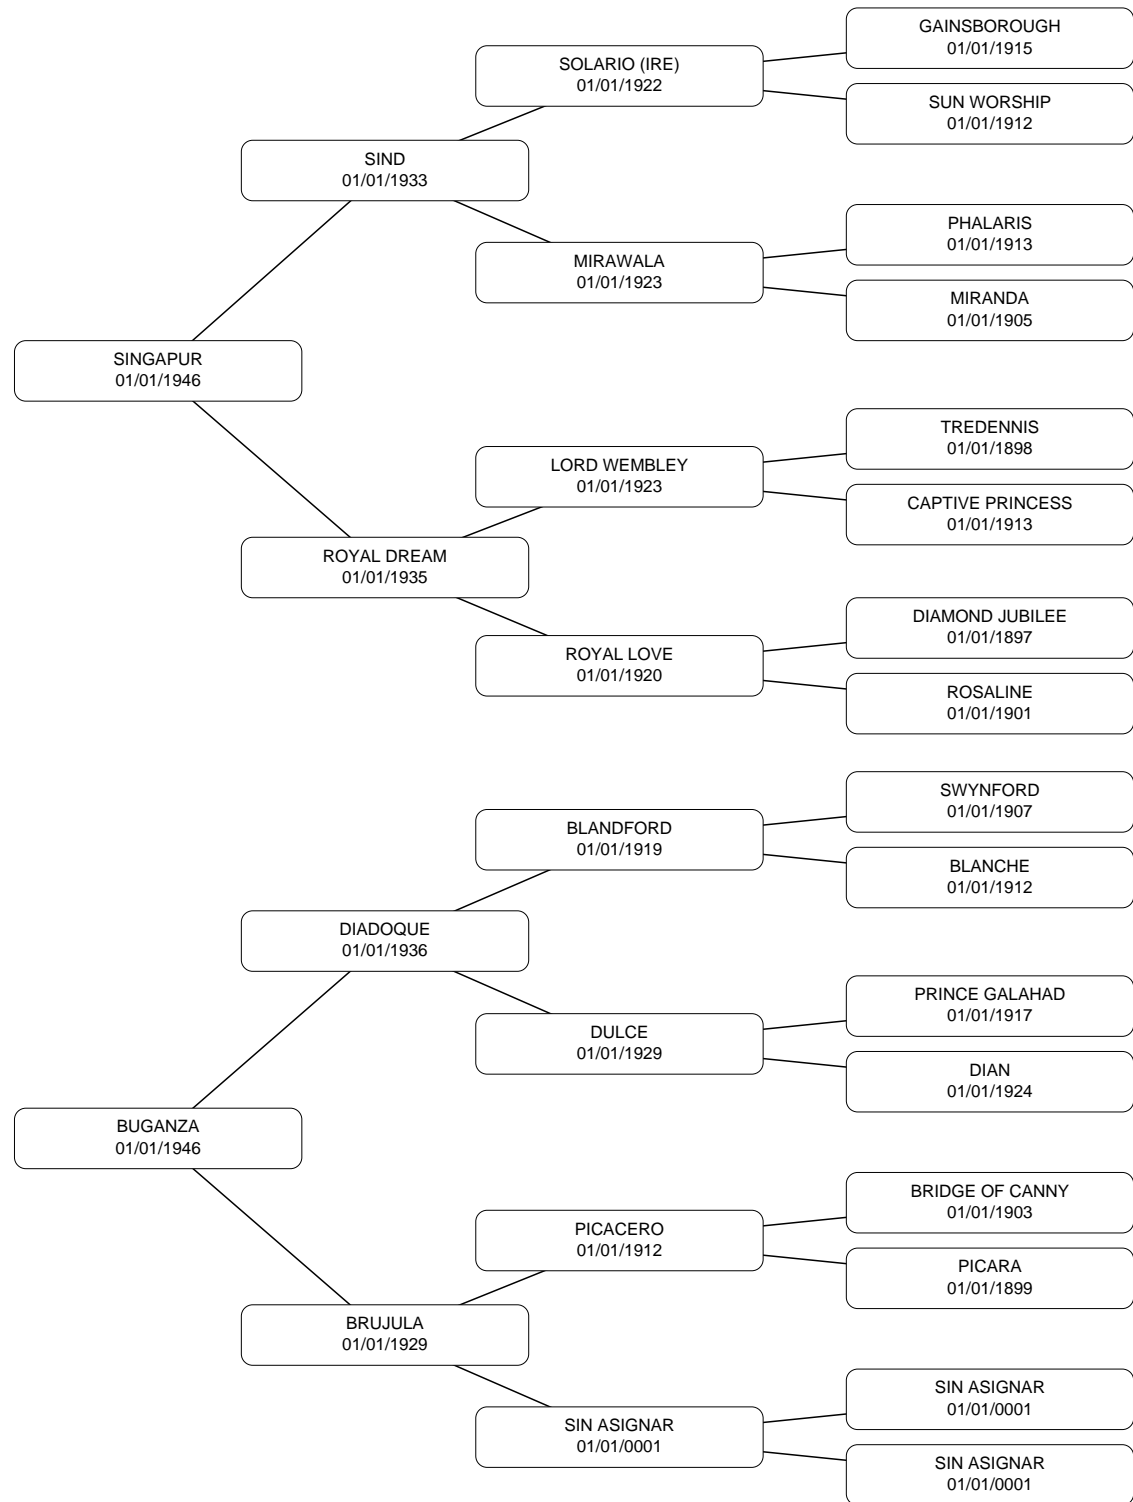 GAINSBOROUGH
01/01/1915
SOLARIO (IRE)
01/01/1922
SUN WORSHIP
01/01/1912
SIND
01/01/1933
PHALARIS
01/01/1913
MIRAWALA
01/01/1923
MIRANDA
01/01/1905
SINGAPUR
01/01/1946
TREDENNIS
01/01/1898
LORD WEMBLEY
01/01/1923
CAPTIVE PRINCESS
01/01/1913
ROYAL DREAM
01/01/1935
DIAMOND JUBILEE
01/01/1897
ROYAL LOVE
01/01/1920
ROSALINE
01/01/1901
SWYNFORD
01/01/1907
BLANDFORD
01/01/1919
BLANCHE
01/01/1912
DIADOQUE
01/01/1936
PRINCE GALAHAD
01/01/1917
DULCE
01/01/1929
DIAN
01/01/1924
BUGANZA
01/01/1946
BRIDGE OF CANNY
01/01/1903
PICACERO
01/01/1912
PICARA
01/01/1899
BRUJULA
01/01/1929
SIN ASIGNAR
01/01/0001
SIN ASIGNAR
01/01/0001
SIN ASIGNAR
01/01/0001